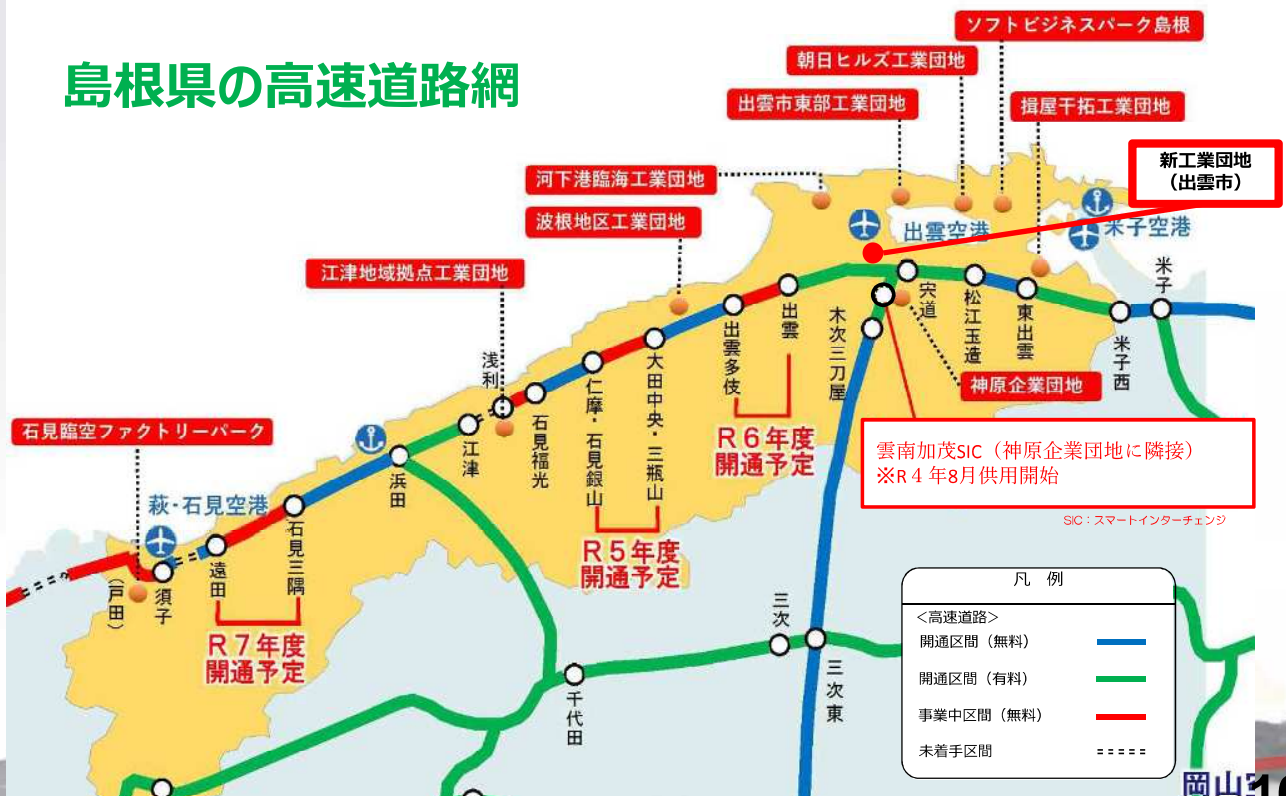 島根県の高速道路網
ソフトビジネスパーク島根
朝日ヒルズ工業団地
出雲市東部工業団地
揖屋干拓工業団地
新工業団地
（出雲市）
河下港臨海工業団地
波根地区工業団地
出雲空港
米子空港
江津地域拠点工業団地
米子
宍道
松江玉造
東出雲
米子西
出雲
出雲多伎
木次三刀屋
大田中央・三瓶山
仁摩・石見銀山
浅利
石見福光
江津
浜田
神原企業団地
石見臨空ファクトリーパーク
R６年度
開通予定
雲南加茂SIC（神原企業団地に隣接）
※R４年8月供用開始
SIC：スマートインターチェンジ
萩・石見空港
石見三隅
遠田
須子
（戸田）
R５年度
開通予定
R７年度
開通予定
三次
三次東
千代田
凡 例
＜高速道路＞
開通区間（無料）
開通区間（有料）
事業中区間（無料）
未着手区間
岡山